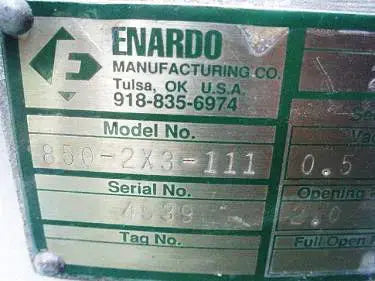 ENARDO
MANUFACTURING CO.
Tulsa, OK U.S.A.
918-835-6974
Model No.
850-2X3-111
0.5
Serial No.
4539
Opening
2.0
Tag No.
Full Open